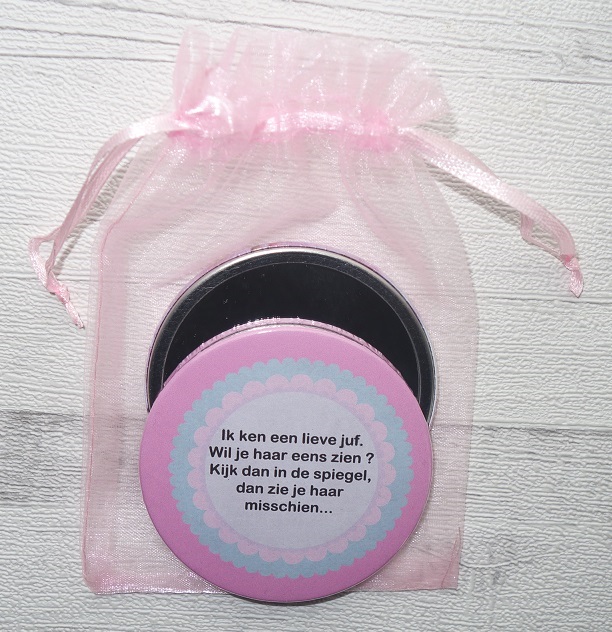 Ik ken een lieve juf.
Wil je haar eens zien ?
Kijk dan in de spiegel,
dan zie je haar
misschien...